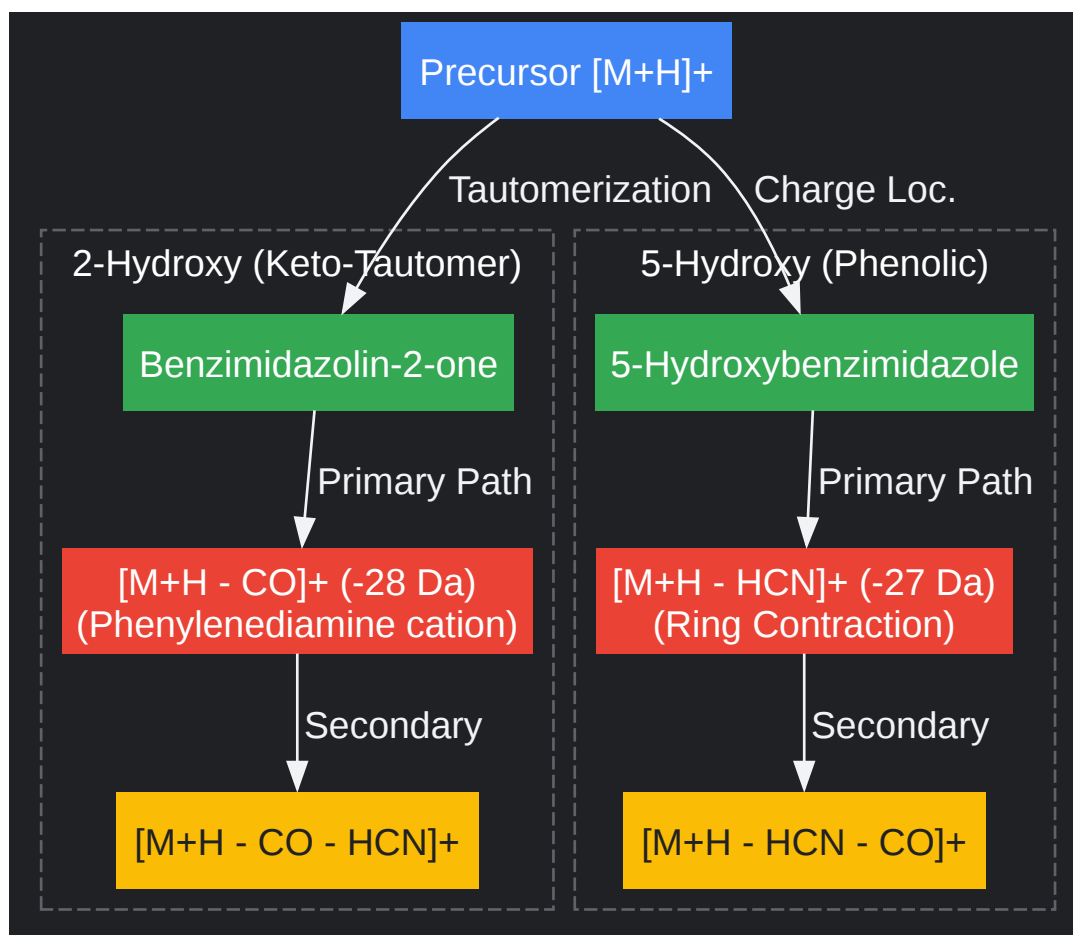 Precursor [M+H]+
Tautomerization
Charge Loc.
2-Hydroxy (Keto-Tautomer)
5-Hydroxy (Phenolic)
Benzimidazolin-2-one
5-Hydroxybenzimidazole
Primary Path
Primary Path
[M+H - CO]+ (-28 Da)
(Phenylenediamine cation)
[M+H - HCN]+ (-27 Da)
(Ring Contraction)
Secondary
Secondary
[M+H - CO - HCN]+
[M+H - HCN - CO]+